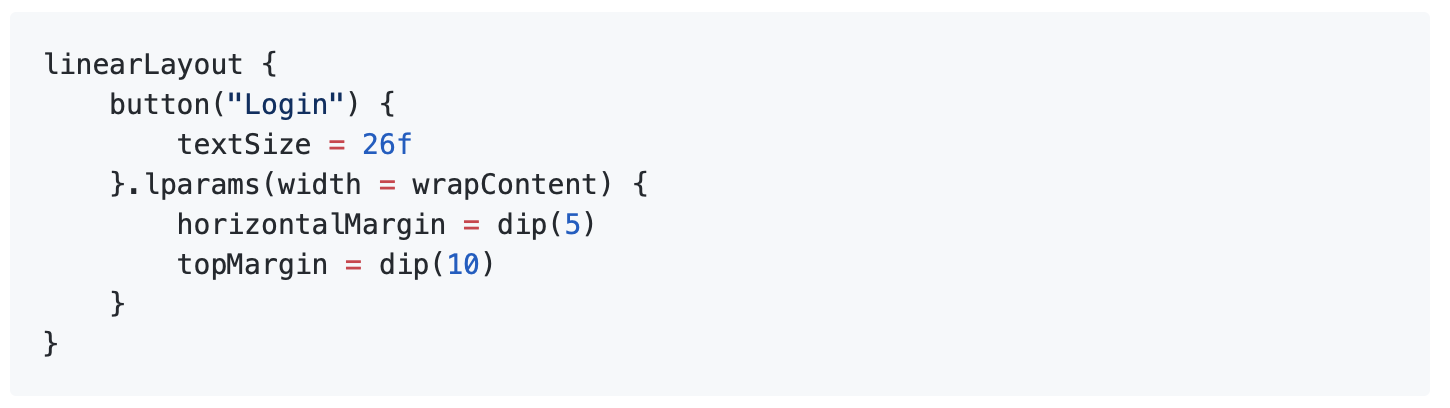 linearLayout {
    button("Login") {
        textSize = 26f
    }.lparams(width = wrapContent) {
        horizontalMargin = dip(5)
        topMargin = dip(10)
    }
}